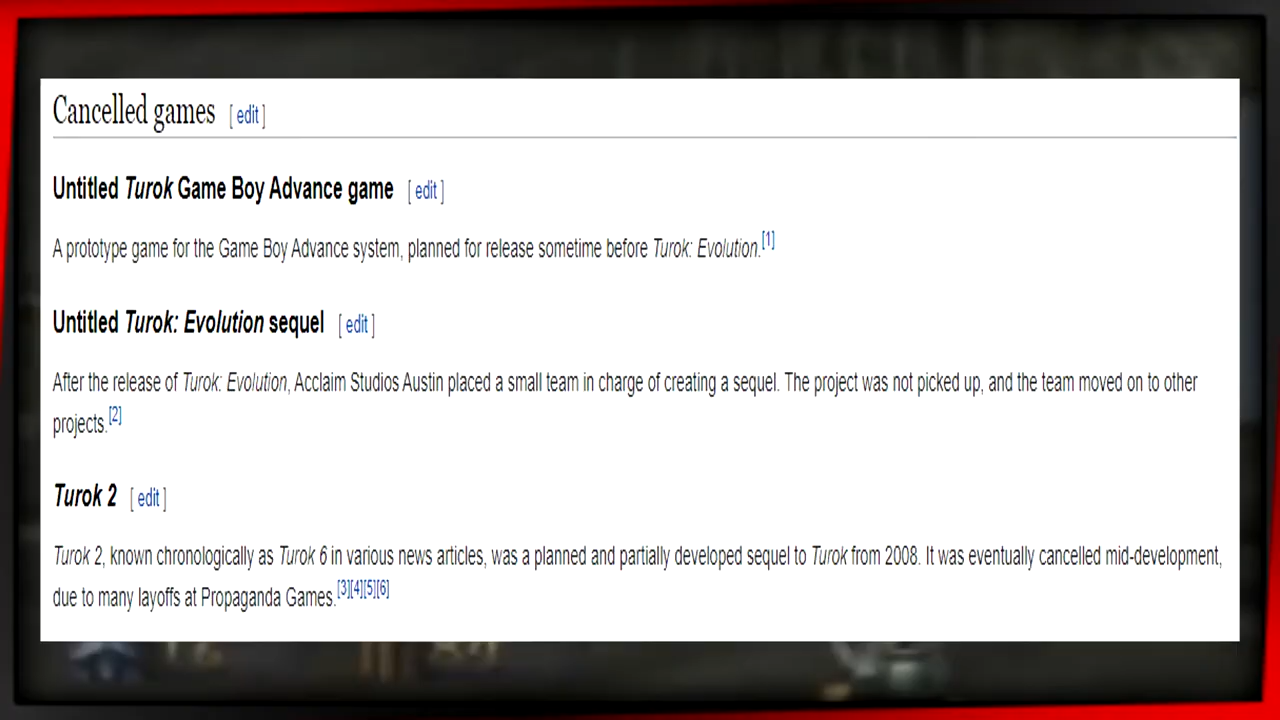 Cancelled games [ edit ]
Untitled Turok Game Boy Advance game [ edit ]
A prototype game for the Game Boy Advance system, planned for release sometime before Turok: Evolution.[1]
Untitled Turok: Evolution sequel [ edit ]
After the release of Turok: Evolution, Acclaim Studios Austin placed a small team in charge of creating a sequel. The project was not picked up, and the team moved on to other
projects.[2]
Turok 2 [ edit ]
Turok 2, known chronologically as Turok 6 in various news articles, was a planned and partially developed sequel to Turok from 2008. It was eventually cancelled mid-development,
due to many layoffs at Propaganda Games.[3][4][5][6]